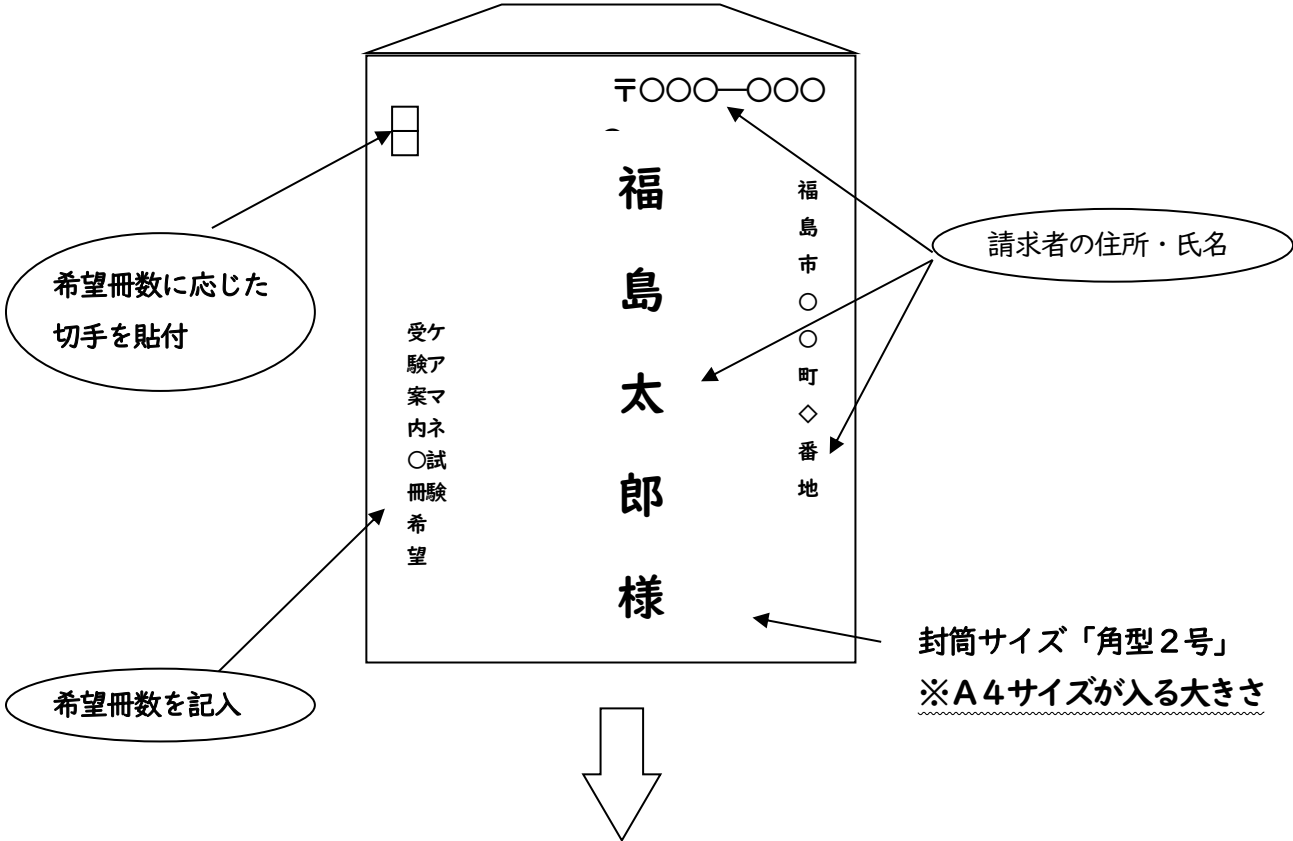 〒○○○―○○○
福島市○○町◇番地
福島太郎様
ケアマネ試験
受験案内○冊希望
請求者の住所・氏名
希望冊数に応じた
切手を貼付
希望冊数を記入
封筒サイズ「角型２号」
※Ａ４サイズが入る大きさ